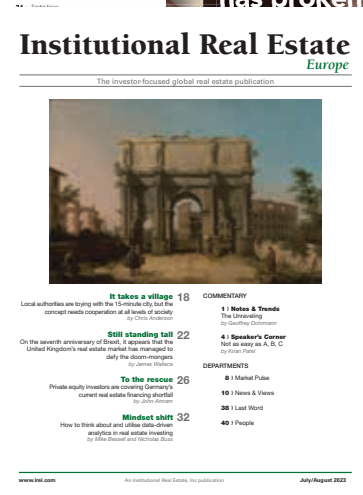 Institutional Real Estate
Europe
The investor-focused global real estate publication
It takes a village 18
Local authorities are toying with the 15-minute city, but the
concept needs cooperation at all levels of society
by Chris Anderson
Still standing tall 22
On the seventh anniversary of Brexit, it appears that the
United Kingdom's real estate market has managed to
defy the doom-mongers
by James Wallace
To the rescue 26
Private equity investors are covering Germany's
current real estate financing shortfall
by John Amram
Mindset shift 32
How to think about and utilise data-driven
analytics in real estate investing
by Mike Bessell and Nicholas Buss
COMMENTARY
1 ) Notes & Trends
The Unraveling
by Geoffrey Dohrmann
4 ) Speaker's Corner
Not as easy as A, B, C
by Kiran Patel
DEPARTMENTS
8 ) Market Pulse
10 ) News & Views
38 ) Last Word
40 ) People
www.irei.com
An Institutional Real Estate, Inc publication
July/August 2023